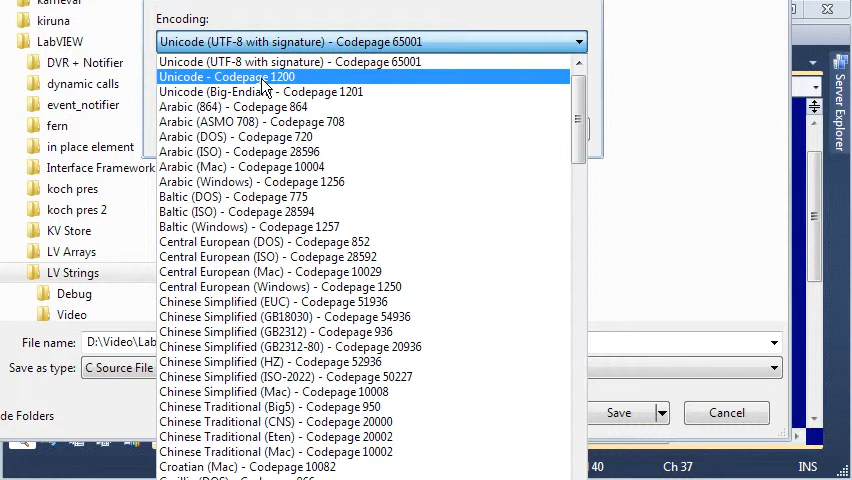 karneval
kiruna
LabVIEW
DVR + Notifier
dynamic calls
event_notifier
fern
in place element
Interface Framework
koch pres
koch pres 2
KV Store
LV Arrays
LV Strings
Debug
Video
Encoding:
Unicode (UTF-8 with signature) - Codepage 65001
Unicode (UTF-8 with signature) - Codepage 65001
Unicode - Codepage 1200
Unicode (Big-Endian) - Codepage 1201
Arabic (864) - Codepage 864
Arabic (ASMO 708) - Codepage 708
Arabic (DOS) - Codepage 720
Arabic (ISO) - Codepage 28596
Arabic (Mac) - Codepage 10004
Arabic (Windows) - Codepage 1256
Baltic (DOS) - Codepage 775
Baltic (ISO) - Codepage 28594
Baltic (Windows) - Codepage 1257
Central European (DOS) - Codepage 852
Central European (ISO) - Codepage 28592
Central European (Mac) - Codepage 10029
Central European (Windows) - Codepage 1250
Chinese Simplified (EUC) - Codepage 51936
Chinese Simplified (GB18030) - Codepage 54936
Chinese Simplified (GB2312) - Codepage 936
Chinese Simplified (GB2312-80) - Codepage 20936
Chinese Simplified (HZ) - Codepage 52936
Chinese Simplified (ISO-2022) - Codepage 50227
Chinese Simplified (Mac) - Codepage 10008
Chinese Traditional (Big5) - Codepage 950
Chinese Traditional (CNS) - Codepage 20000
Chinese Traditional (Eten) - Codepage 20002
Chinese Traditional (Mac) - Codepage 10002
Croatian (Mac) - Codepage 10082
File name: D:\Video\Lab
Save as type: C Source File
de Folders
Save
Cancel
Server Explorer
40
Ch 37
INS